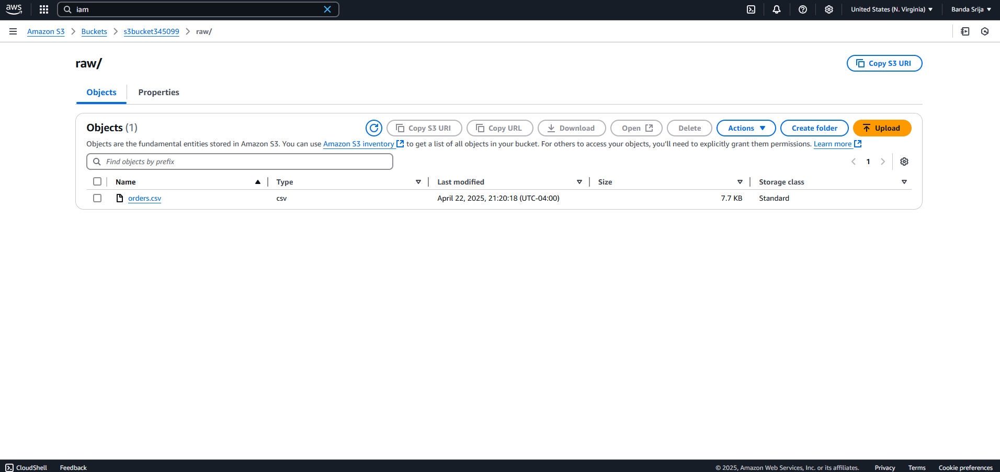 aws iam United States (N. Virginia) Banda Srija
Amazon S3 Buckets s3bucket345099 raw/
raw/ Copy S3 URI
Objects Properties
Objects (1) Copy S3 URI Copy URL Download Open Delete Actions Create folder Upload
Objects are the fundamental entities stored in Amazon S3. You can use Amazon S3 inventory to get a list of all objects in your bucket. For others to access your objects, you'll need to explicitly grant them permissions. Learn more
Find objects by prefix 1
Name Type Last modified Size Storage class
orders.csv csv April 22, 2025, 21:20:18 (UTC-04:00) 7.7 KB Standard
CloudShell Feedback © 2025, Amazon Web Services, Inc. or its affiliates. Privacy Terms Cookie preferences